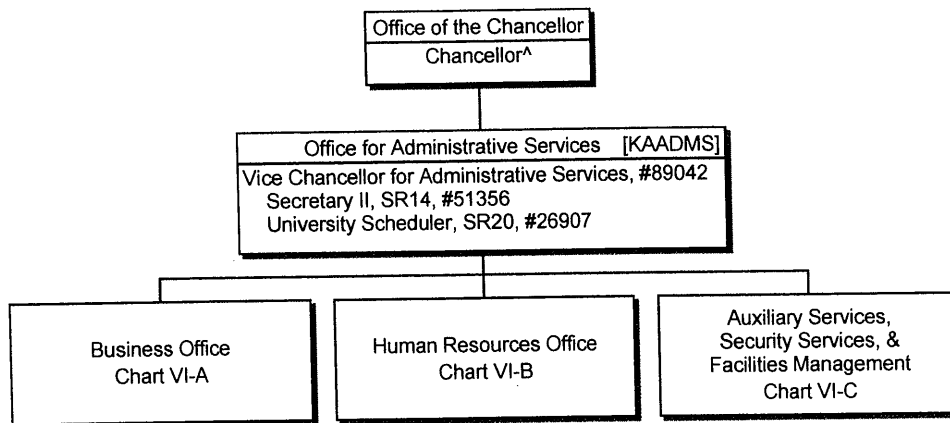 Office of the Chancellor
Chancellor^
Office for Administrative Services [KAADMS]
Vice Chancellor for Administrative Services, #89042
Secretary II, SR14, #51356
University Scheduler, SR20, #26907
Business Office
Chart VI-A
Human Resources Office
Chart VI-B
Auxiliary Services,
Security Services, &
Facilities Management
Chart VI-C